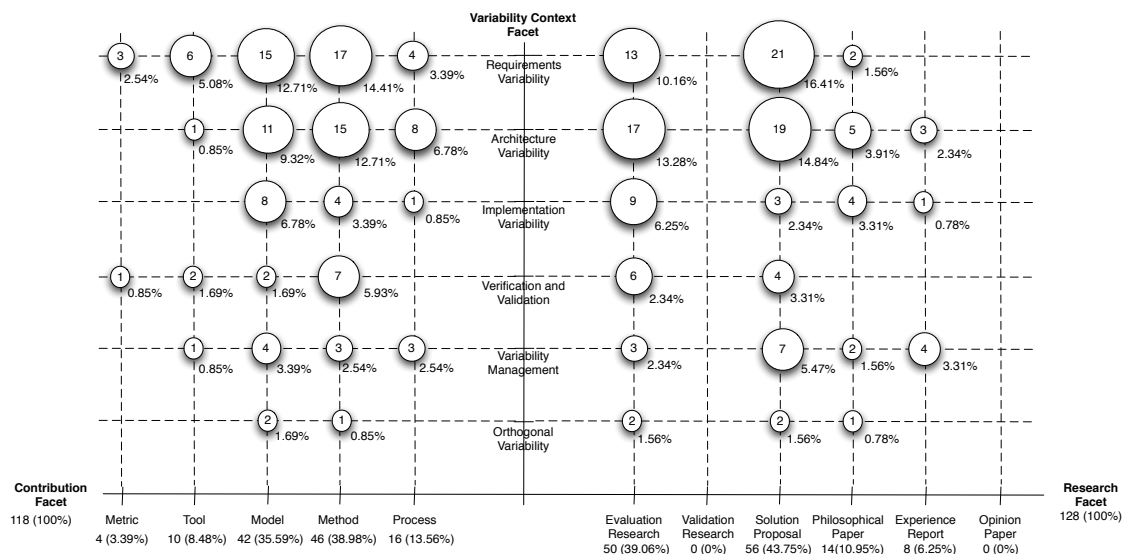 Variability Context
Facet
3 6 15 17 4 13 21 2
Requirements
Variability
2.54% 5.08% 12.71% 14.41% 3.39% 10.16% 16.41% 1.56%
1 11 15 8 17 19 5 3
Architecture
Variability
0.85% 9.32% 12.71% 6.78% 13.28% 14.84% 3.91% 2.34%
8 4 1 9 3 4 1
Implementation
Variability
6.78% 3.39% 0.85% 6.25% 2.34% 3.31% 0.78%
1 2 2 7 6 4
Verification and
Validation
0.85% 1.69% 1.69% 5.93% 2.34% 3.31%
1 4 3 3 3 7 2 4
Variability
Management
0.85% 3.39% 2.54% 2.54% 2.34% 5.47% 1.56% 3.31%
2 1 2 2 1
Orthogonal
Variability
1.69% 0.85% 1.56% 1.56% 0.78%
Contribution
Facet
118 (100%)
Research
Facet
128 (100%)
Metric
4 (3.39%)
Tool
10 (8.48%)
Model
42 (35.59%)
Method
46 (38.98%)
Process
16 (13.56%)
Evaluation
Research
50 (39.06%)
Validation
Research
0 (0%)
Solution
Proposal
56 (43.75%)
Philosophical
Paper
14(10.95%)
Experience
Report
8 (6.25%)
Opinion
Paper
0 (0%)